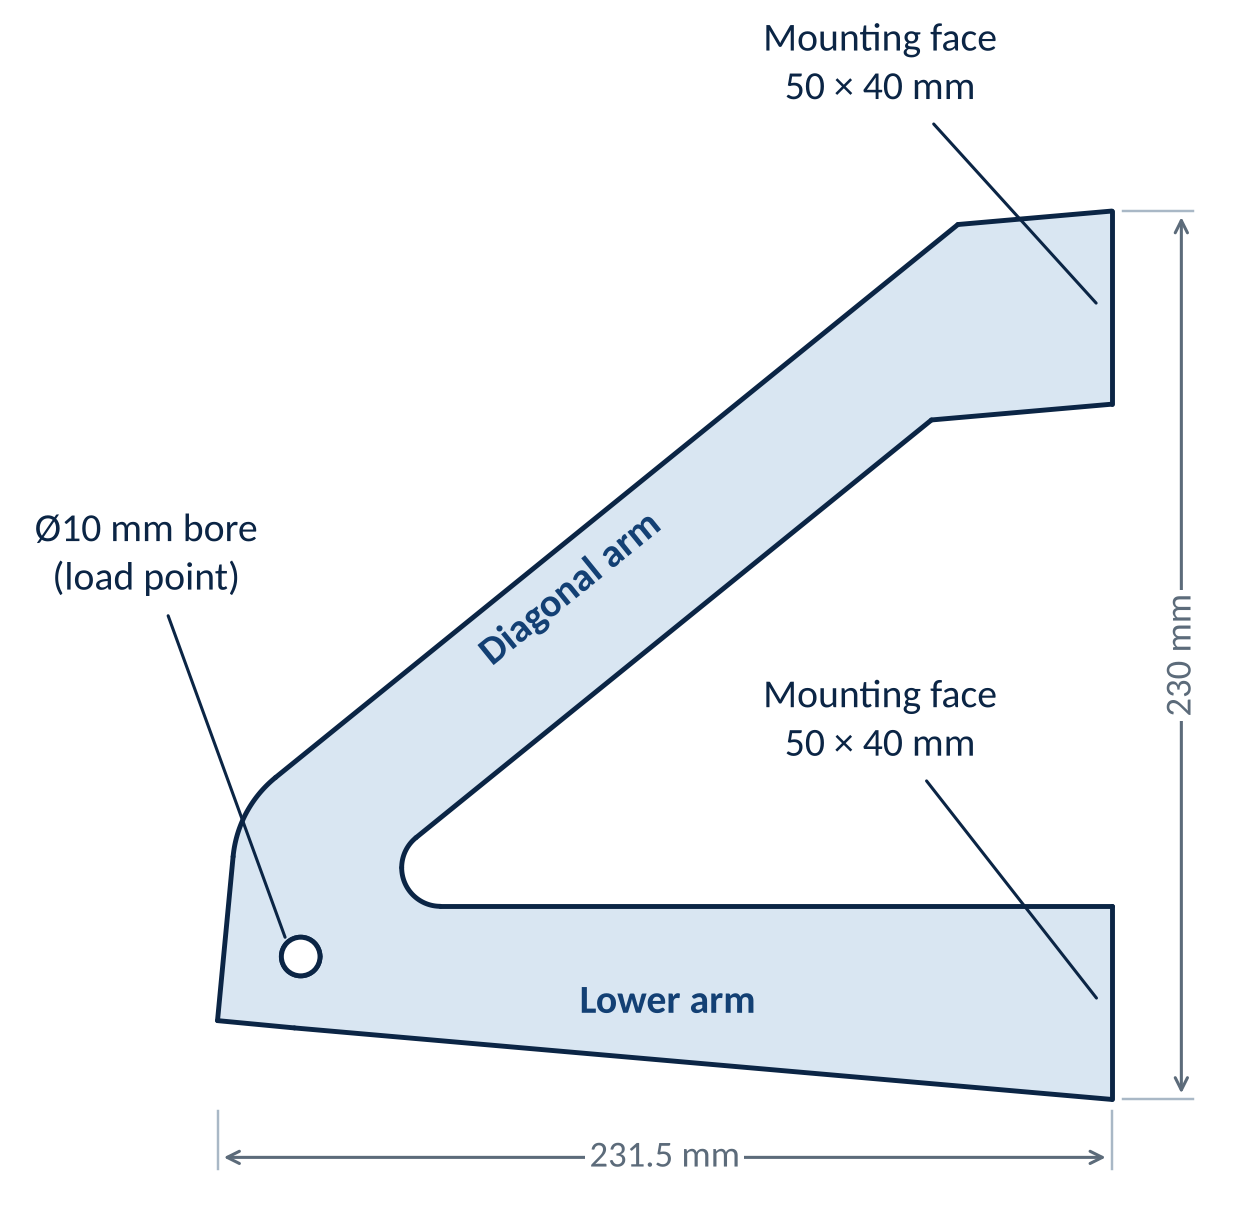 Mounting face
50 × 40 mm
Ø10 mm bore
(load point)
Diagonal arm
Mounting face
50 × 40 mm
230 mm
Lower arm
231.5 mm